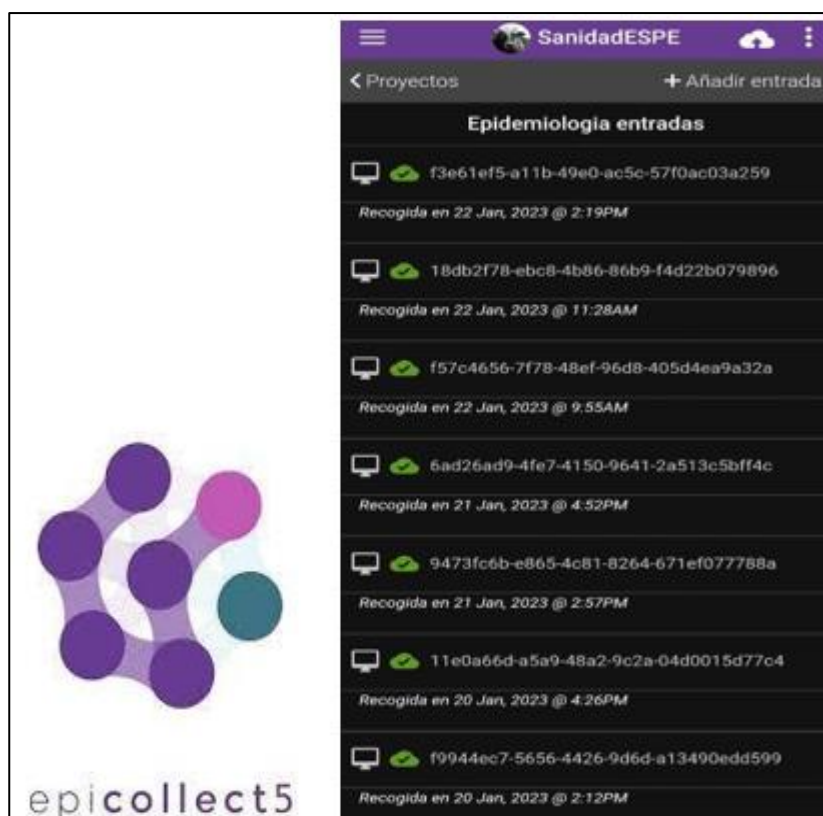 epicollect5
SanidadESPE
Proyectos
+ Añadir entrada
Epidemiologia entradas
f3e61ef5-a11b-49e0-ac5c-57f0ac03a259
Recogida en 22 Jan, 2023 @ 2:19PM
18db2f78-ebc8-4b86-86b9-f4d22b079896
Recogida en 22 Jan, 2023 @ 11:28AM
f57c4656-7f78-48ef-96d8-405d4ea9a32a
Recogida en 22 Jan, 2023 @ 9:55AM
6ad26ad9-4fe7-4150-9641-2a513c5bff4c
Recogida en 21 Jan, 2023 @ 4:52PM
9473fc6b-e865-4c81-8264-671ef077788a
Recogida en 21 Jan, 2023 @ 2:57PM
11e0a66d-a5a9-48a2-9c2a-04d0015d77c4
Recogida en 20 Jan, 2023 @ 4:26PM
f9944ec7-5656-4426-9d6d-a13490edd599
Recogida en 20 Jan, 2023 @ 2:12PM